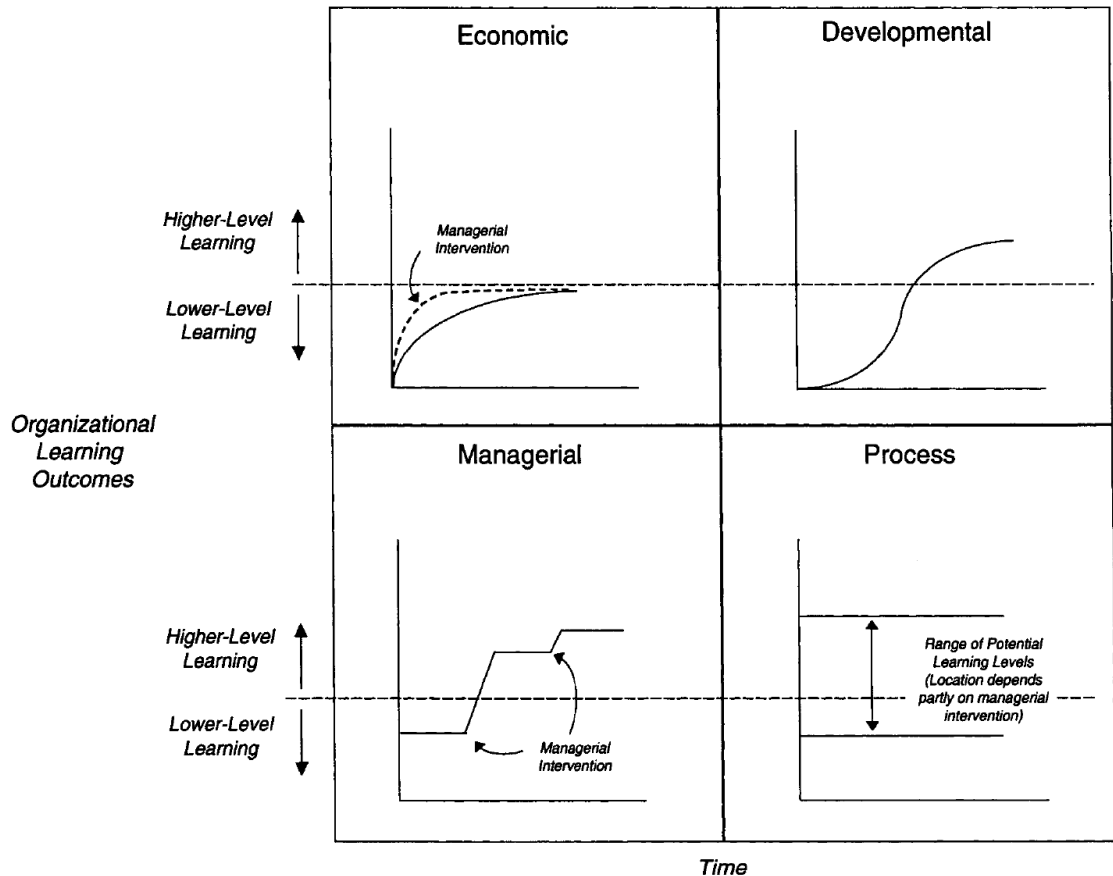 Economic
Developmental
Higher-Level
Learning
Managerial
Intervention
Lower-Level
Learning
Organizational
Learning
Outcomes
Managerial
Process
Higher-Level
Learning
Range of Potential
Learning Levels
(Location depends
partly on managerial
intervention)
Lower-Level
Learning
Managerial
Intervention
Time